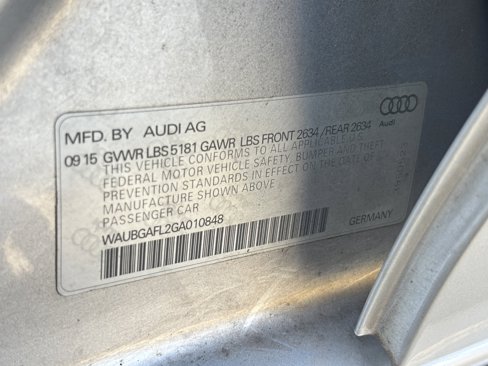 MFD. BY AUDI AG
Audi
09 15 GVWR LBS 5181 GAWR LBS FRONT 2634 / REAR 2634
THIS VEHICLE CONFORMS TO ALL APPLICABLE U.S.
FEDERAL MOTOR VEHICLE SAFETY, BUMPER AND THEFT
PREVENTION STANDARDS IN EFFECT ON THE DATE OF
MANUFACTURE SHOWN ABOVE.
PASSENGER CAR
WAUBGAFL2GA010848
GERMANY